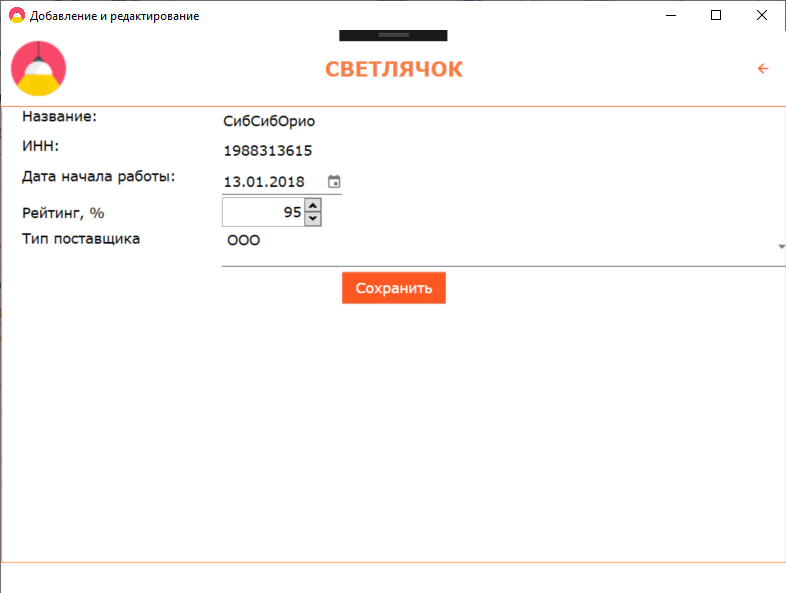 Добавление и редактирование
СВЕТЛЯЧОК
Название: СибСибОрио
ИНН: 1988313615
Дата начала работы: 13.01.2018
Рейтинг, % 95
Тип поставщика ООО
Сохранить